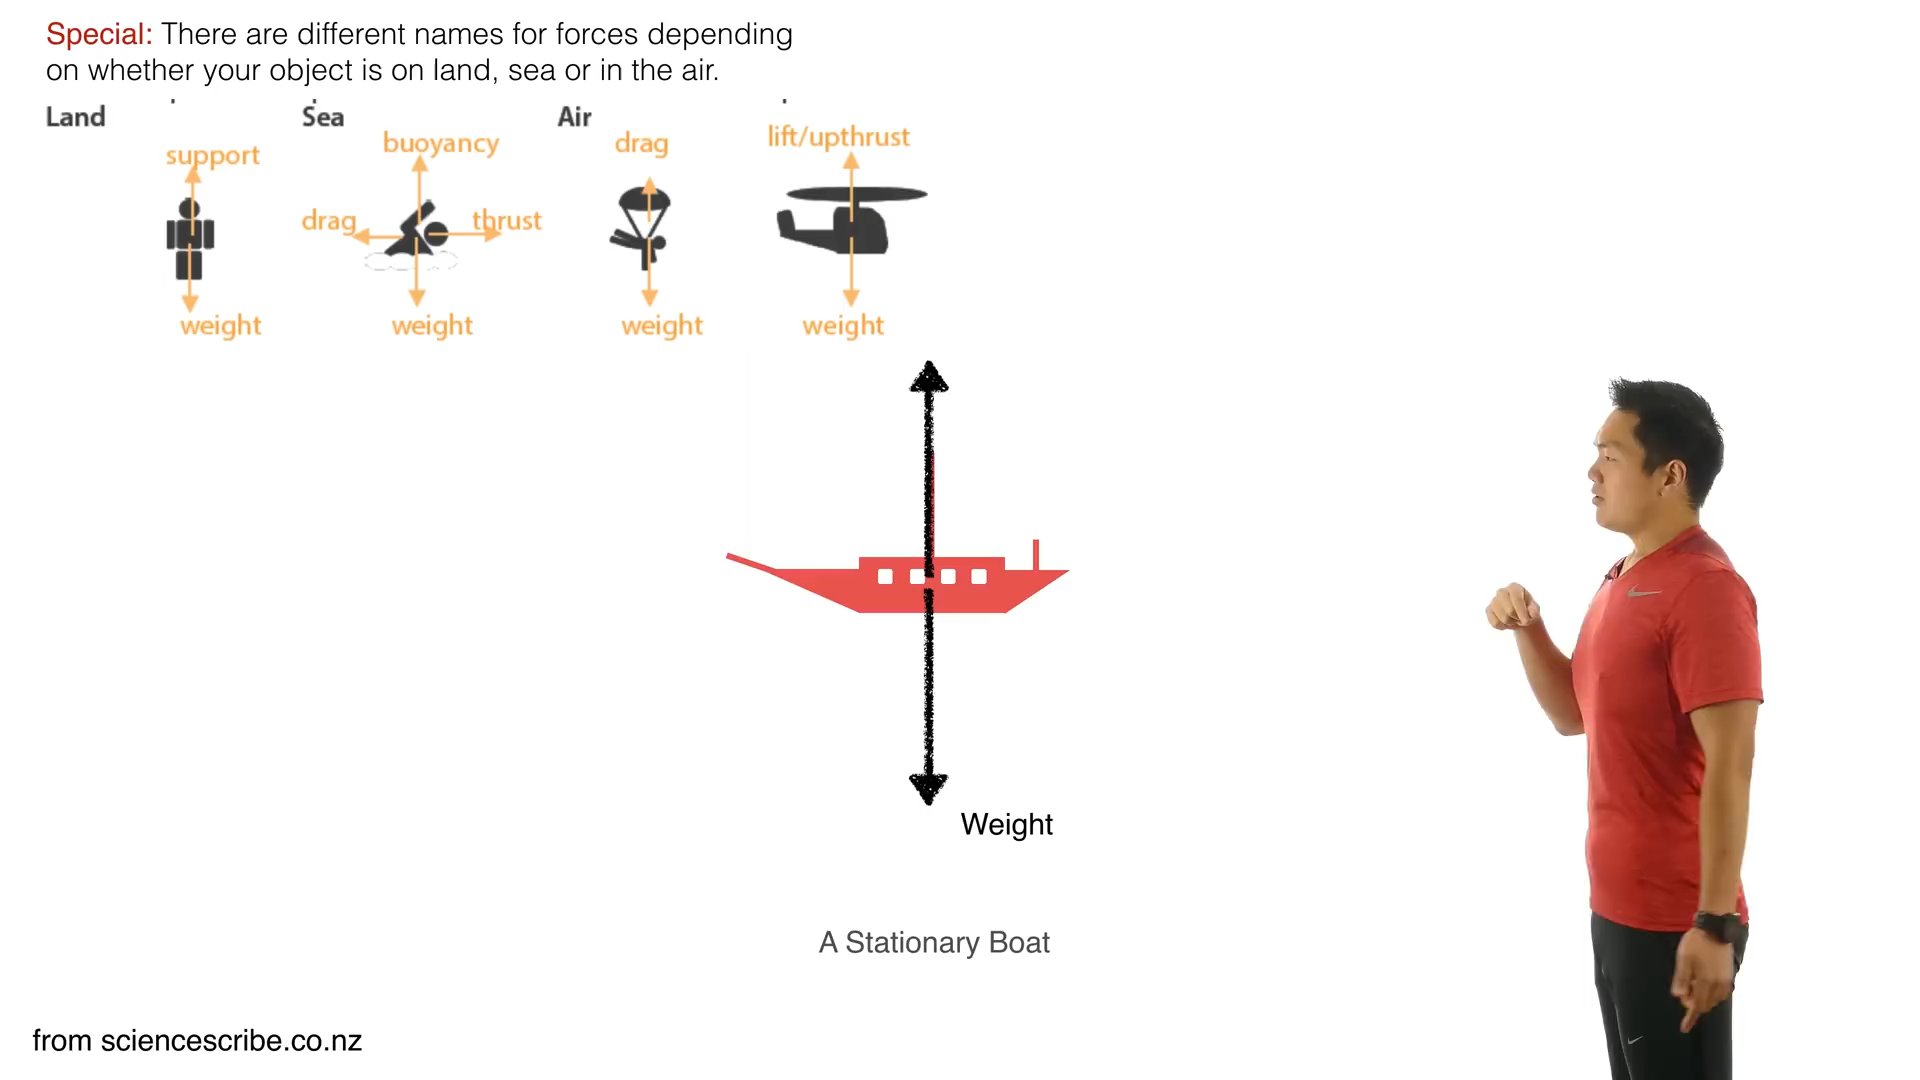 Special: There are different names for forces depending
on whether your object is on land, sea or in the air.
Land
Sea
Air
support
buoyancy
drag
lift/upthrust
drag
thrust
weight
weight
weight
weight
Weight
A Stationary Boat
from sciencescribe.co.nz